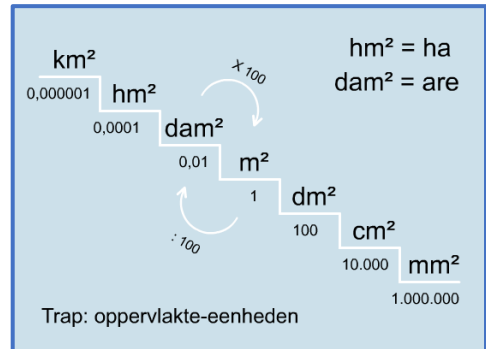 km²
0,000001
hm²
0,0001
dam²
0,01
m²
1
dm²
100
cm²
10.000
mm²
1.000.000
X 100
: 100
hm² = ha
dam² = are
Trap: oppervlakte-eenheden